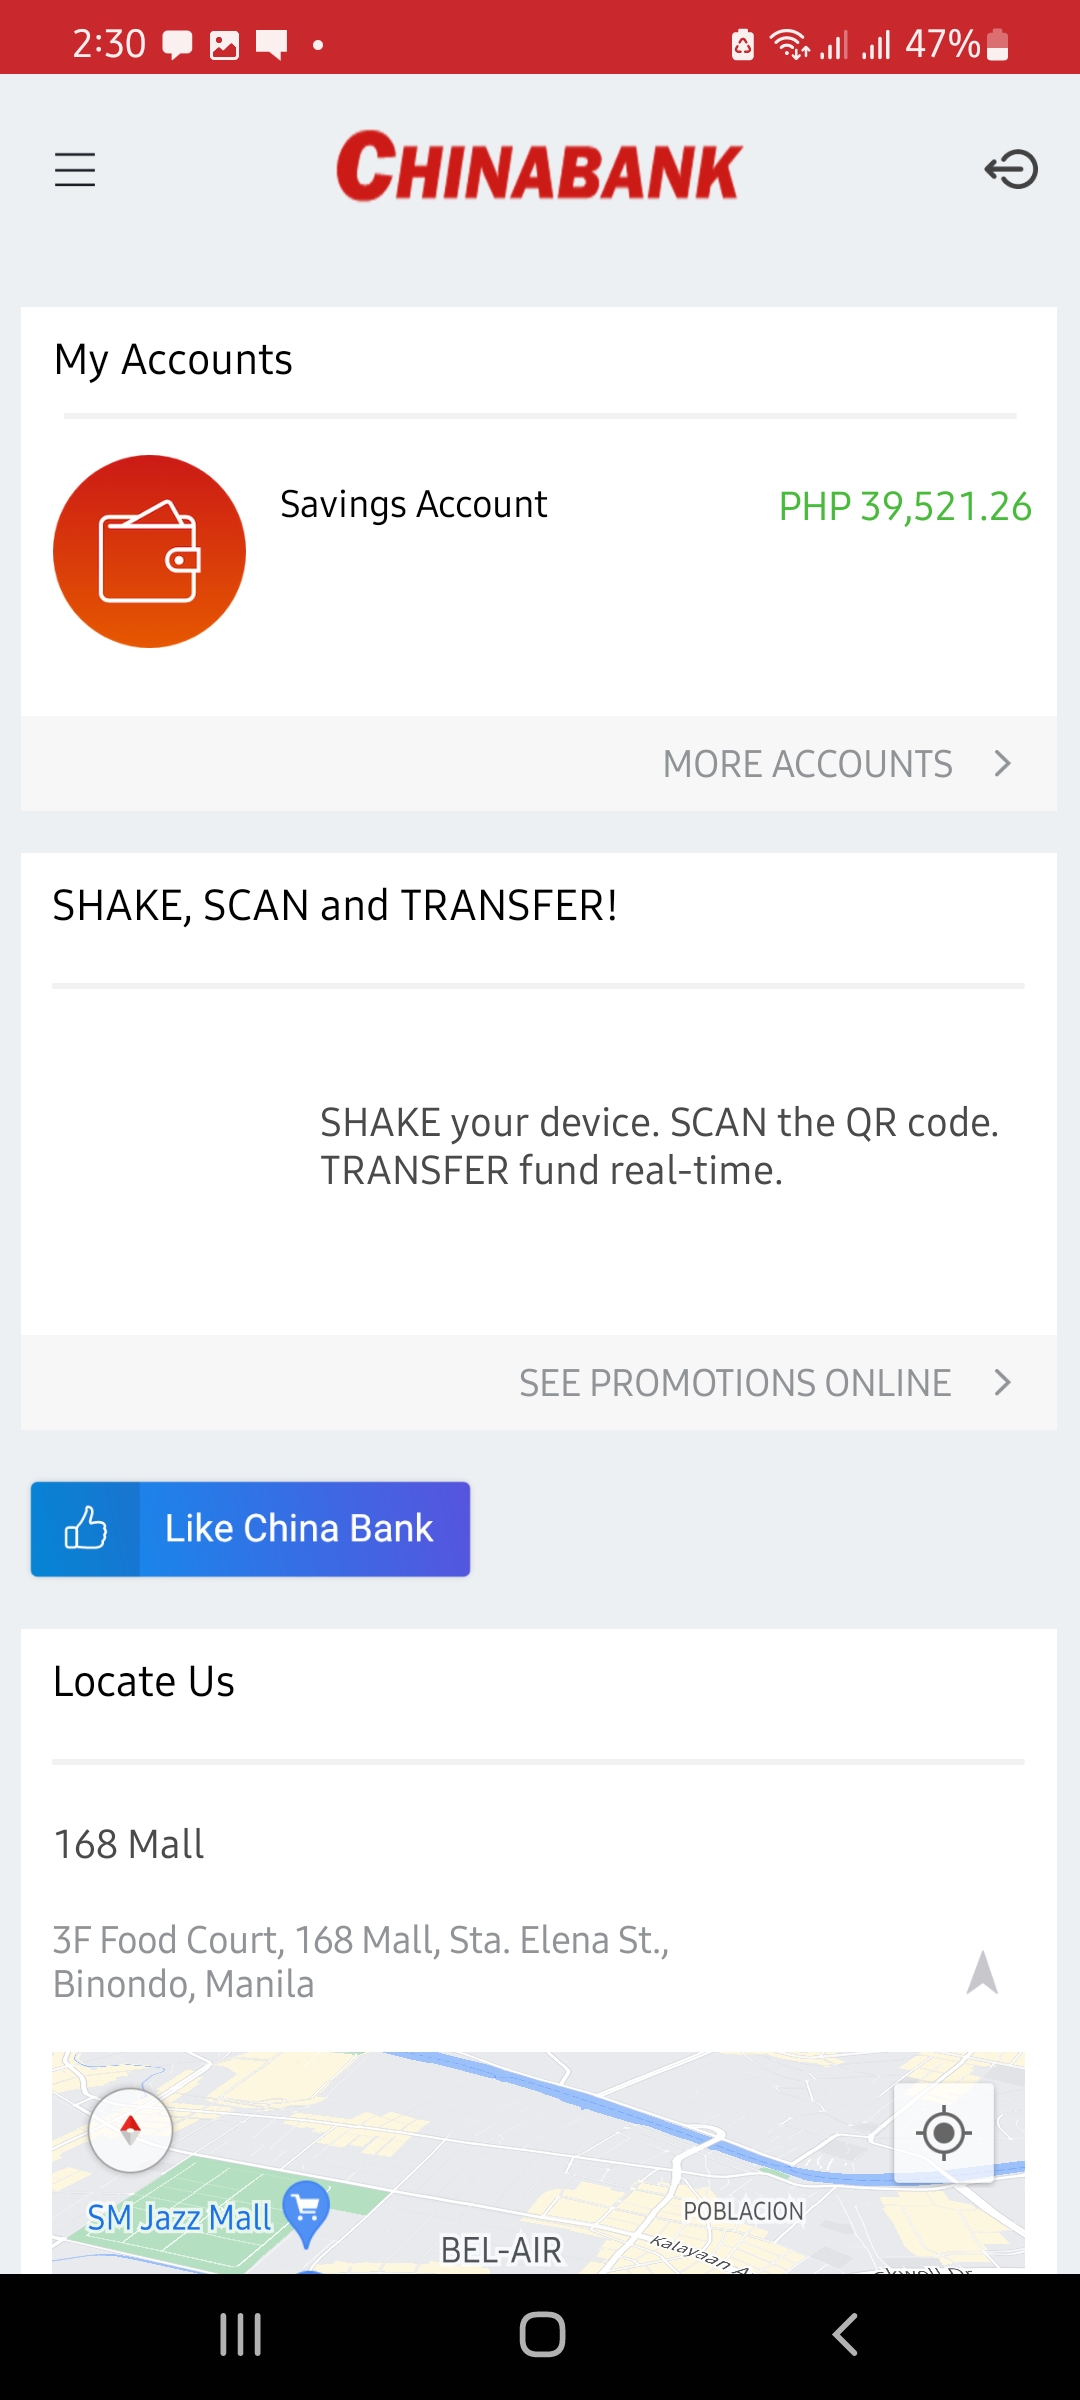 2:30
47%
CHINABANK
My Accounts
Savings Account
PHP 39,521.26
MORE ACCOUNTS
SHAKE, SCAN and TRANSFER!
SHAKE your device. SCAN the QR code.
TRANSFER fund real-time.
SEE PROMOTIONS ONLINE
Like China Bank
Locate Us
168 Mall
3F Food Court, 168 Mall, Sta. Elena St.,
Binondo, Manila
SM Jazz Mall
POBLACION
BEL-AIR
Kalayaan A